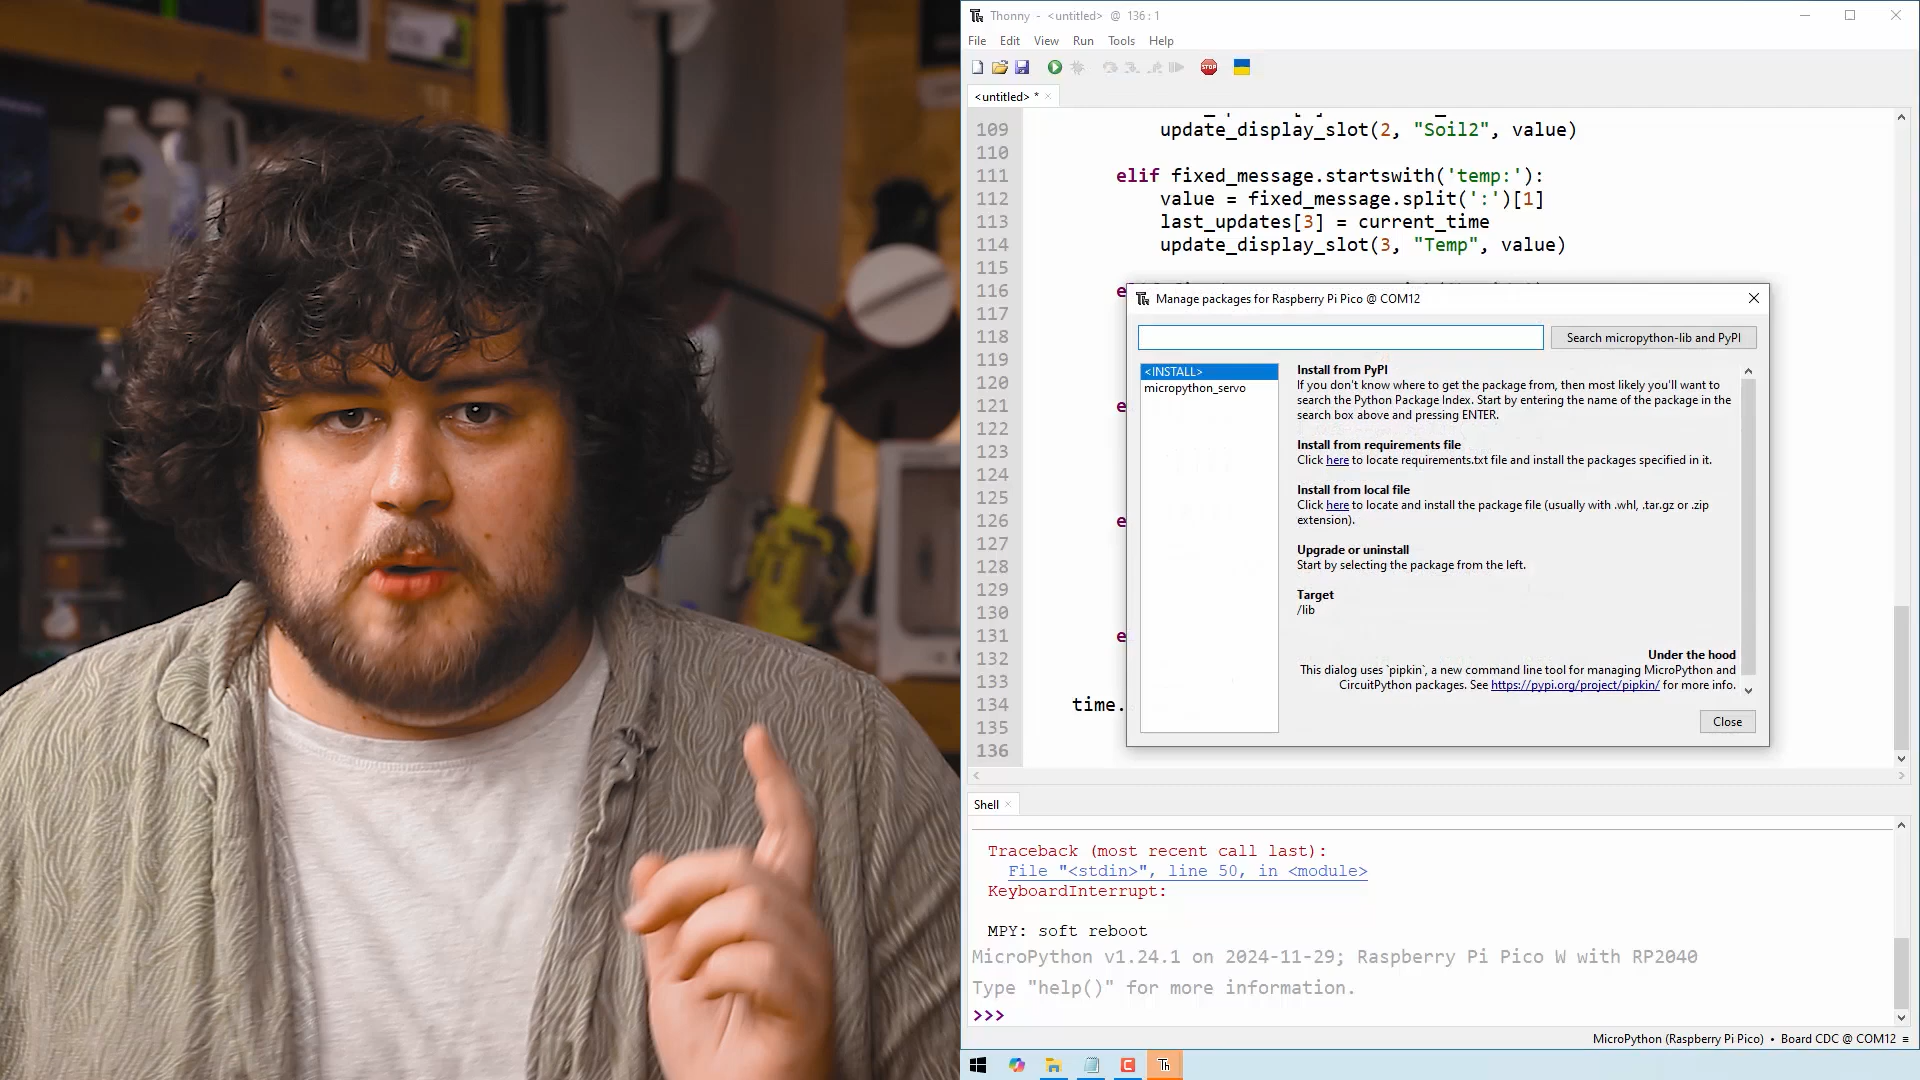 Thonny - <untitled> @ 136 : 1
File Edit View Run Tools Help
STOP
<untitled> *
109 update_display_slot(2, "Soil2", value)
110
111 elif fixed_message.startswith('temp:'):
112 value = fixed_message.split(':')[1]
113 last_updates[3] = current_time
114 update_display_slot(3, "Temp", value)
115
116 e
117
118
119
120
121 e
122
123
124
125
126 e
127
128
129
130
131 e
132
133
134 time.
135
136
Manage packages for Raspberry Pi Pico @ COM12
Search micropython-lib and PyPI
<INSTALL>
micropython_servo
Install from PyPI
If you don't know where to get the package from, then most likely you'll want to
search the Python Package Index. Start by entering the name of the package in the
search box above and pressing ENTER.
Install from requirements file
Click here to locate requirements.txt file and install the packages specified in it.
Install from local file
Click here to locate and install the package file (usually with .whl, .tar.gz or .zip
extension).
Upgrade or uninstall
Start by selecting the package from the left.
Target
/lib
Under the hood
This dialog uses `pipkin`, a new command line tool for managing MicroPython and
CircuitPython packages. See https://pypi.org/project/pipkin/ for more info.
Close
Shell
Traceback (most recent call last):
File "<stdin>", line 50, in <module>
KeyboardInterrupt:
MPY: soft reboot
MicroPython v1.24.1 on 2024-11-29; Raspberry Pi Pico W with RP2040
Type "help()" for more information.
>>>
MicroPython (Raspberry Pi Pico) • Board CDC @ COM12 ≡
Th